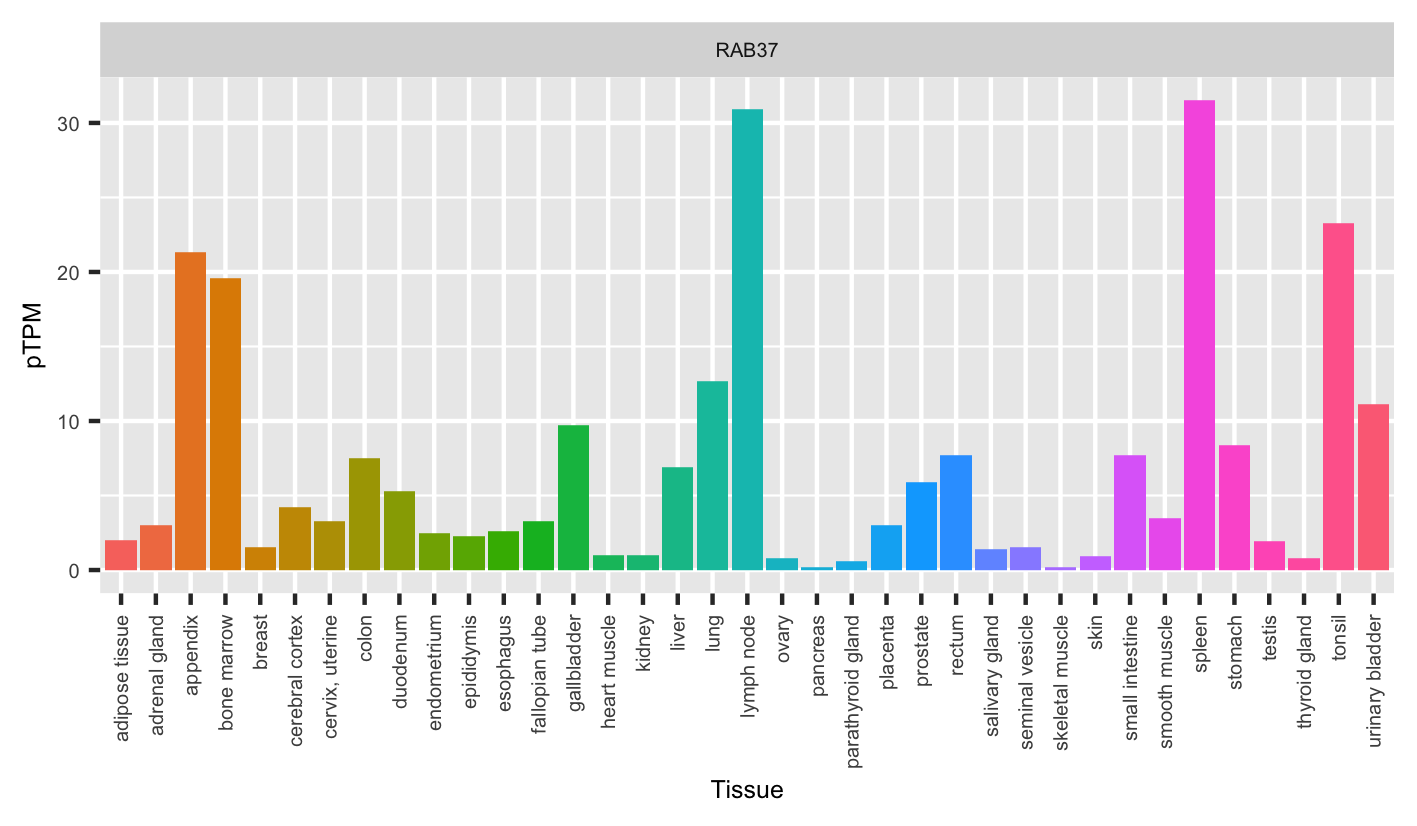 RAB37
pTPM
30
20
10
0
adipose tissue
adrenal gland
appendix
bone marrow
breast
cerebral cortex
cervix, uterine
colon
duodenum
endometrium
epididymis
esophagus
fallopian tube
gallbladder
heart muscle
kidney
liver
lung
lymph node
ovary
pancreas
parathyroid gland
placenta
prostate
rectum
salivary gland
seminal vesicle
skeletal muscle
skin
small intestine
smooth muscle
spleen
stomach
testis
thyroid gland
tonsil
urinary bladder
Tissue